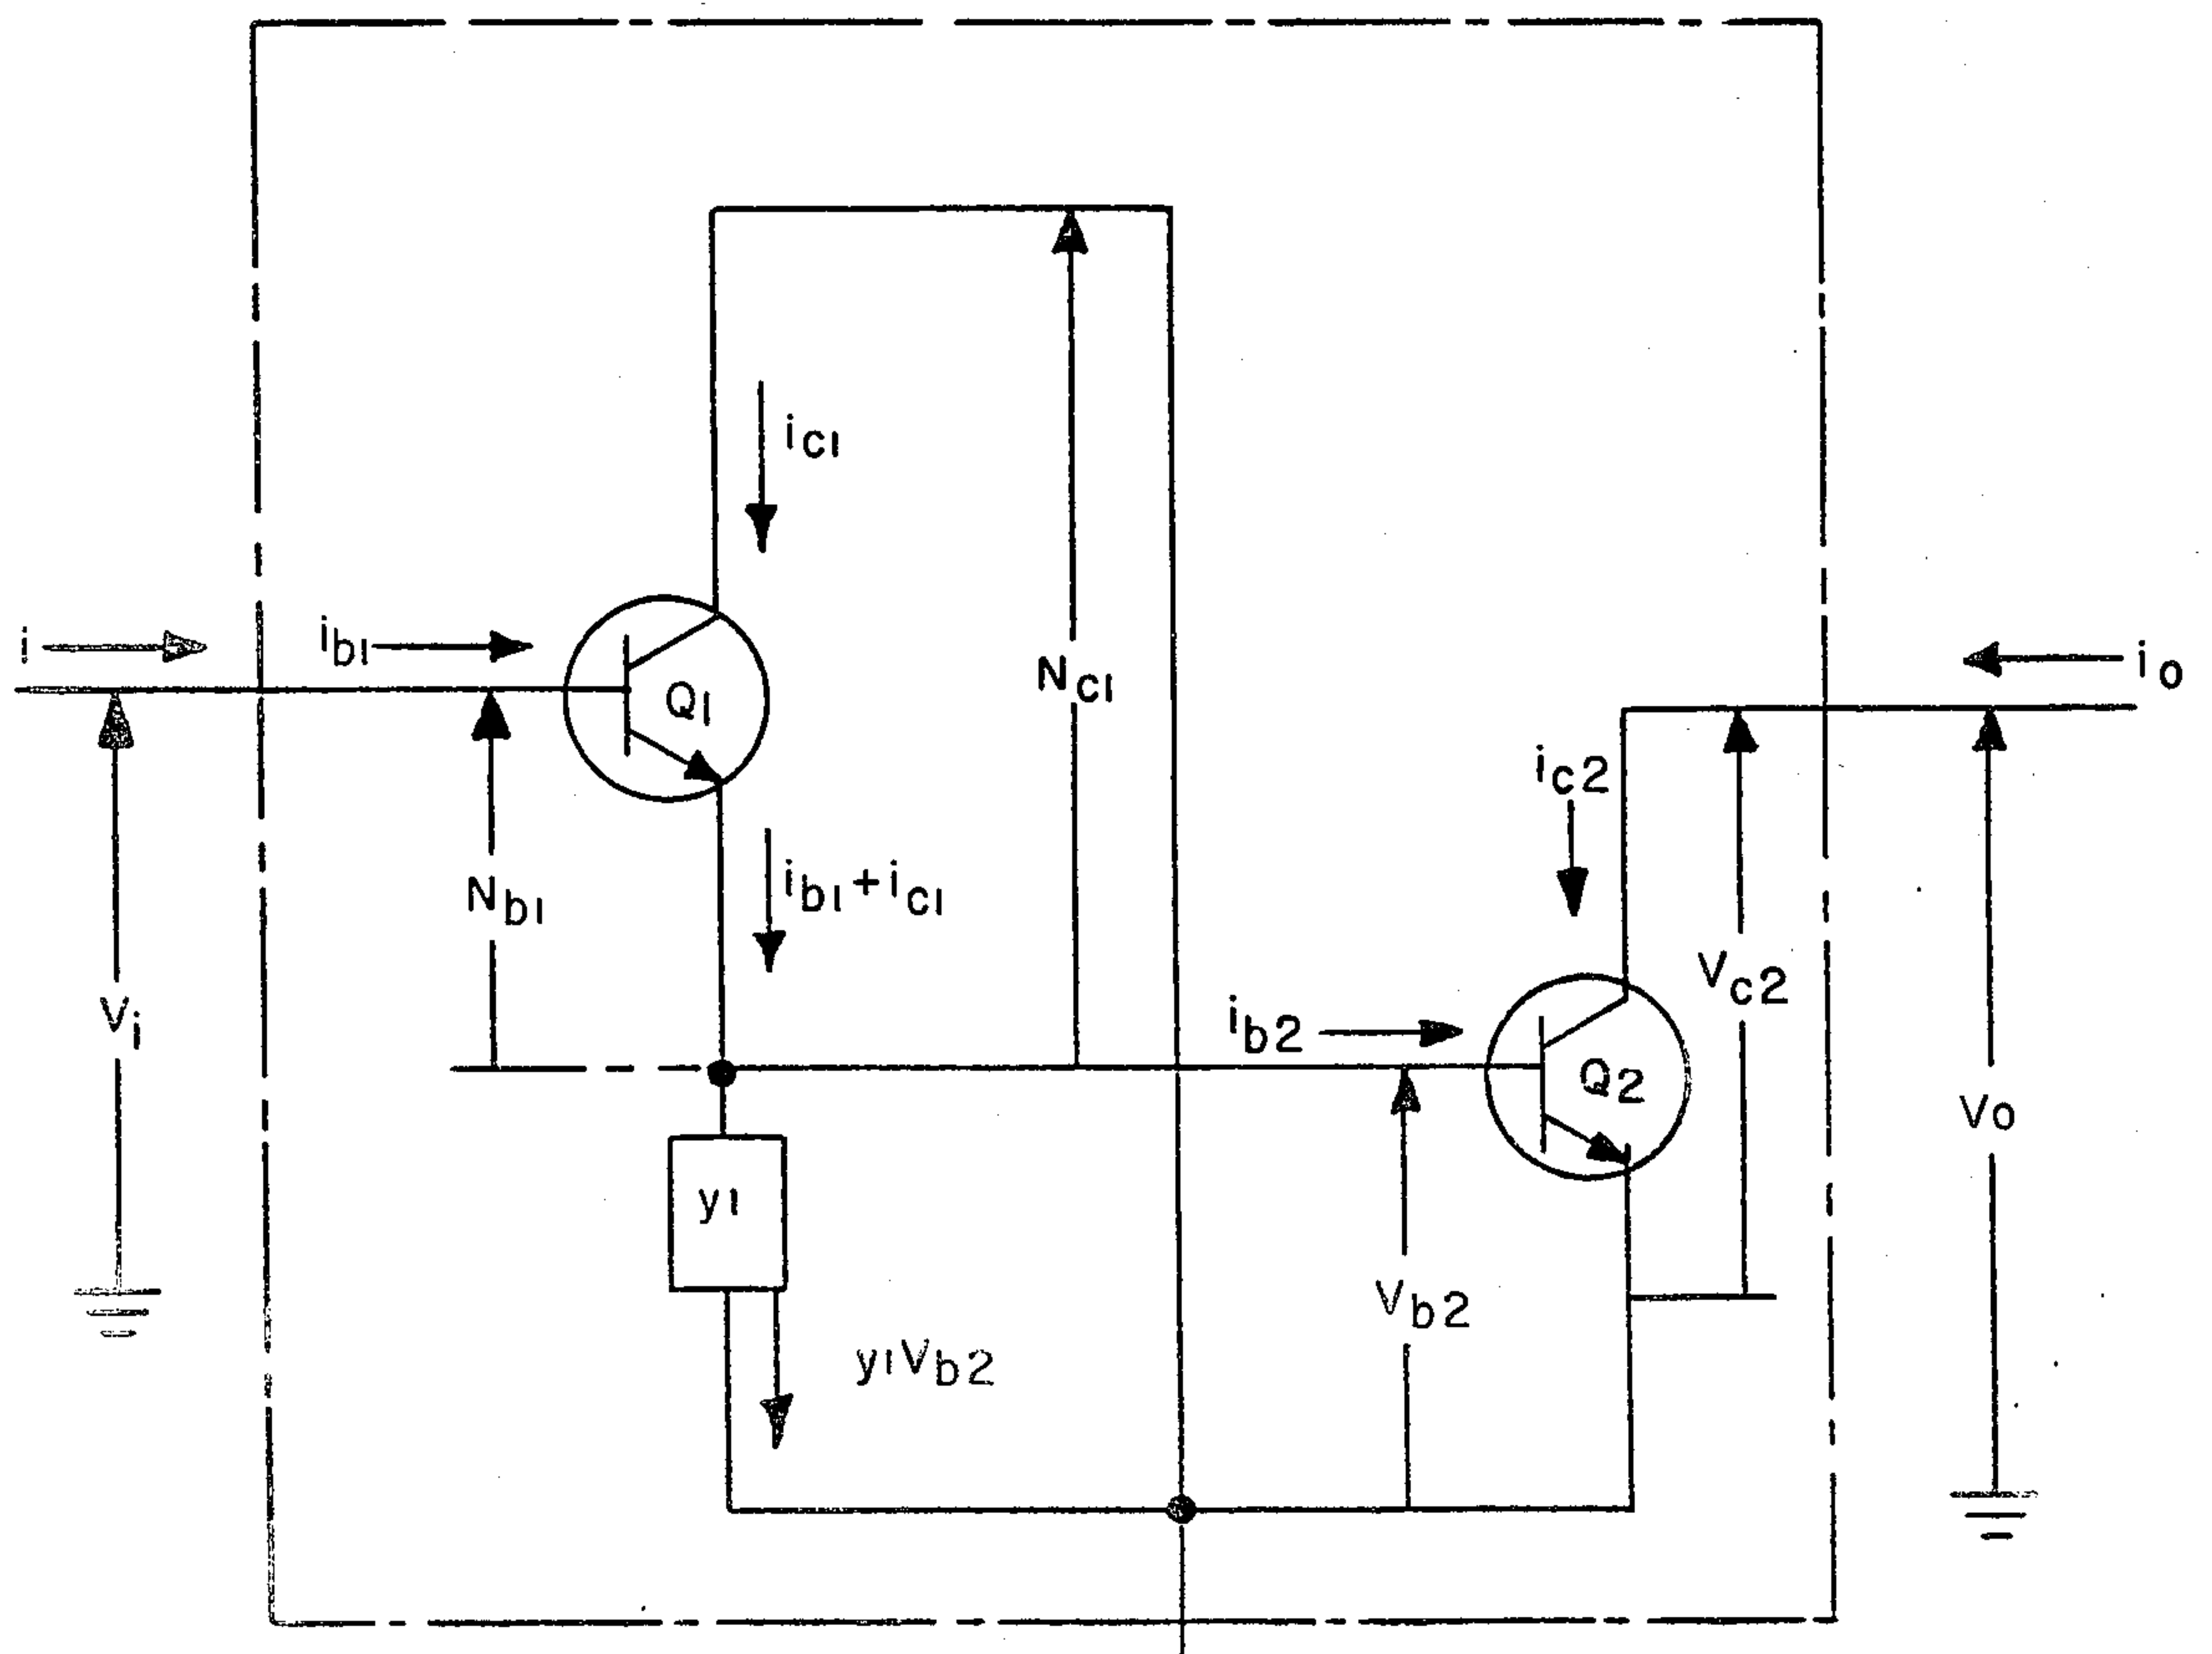 ic1
i
ib1
Q1
Nc1
io
ic2
Nb1
ib1+ic1
Vc2
Vi
ib2
Q2
Vo
y1
Vb2
y1Vb2